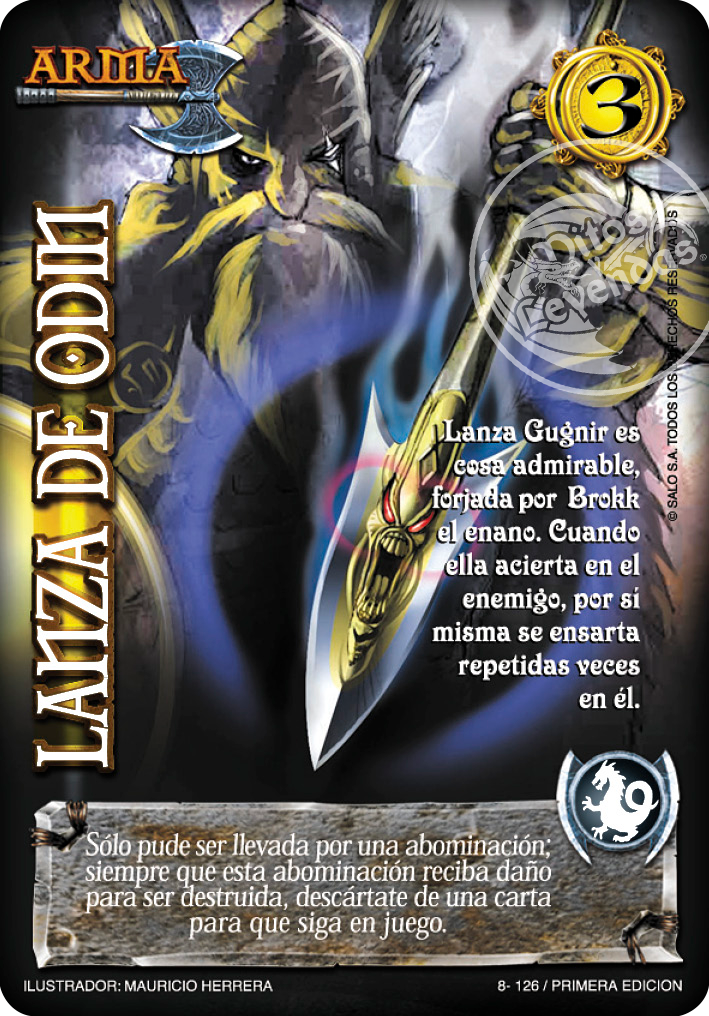 ARMA
3
LANZA DE ODIN
Mitos y
Leyendas
®
© SALO S.A. TODOS LOS DERECHOS RESERVADOS
Lanza Gugnir es
cosa admirable,
forjada por Brokk
el enano. Cuando
ella acierta en el
enemigo, por sí
misma se ensarta
repetidas veces
en él.
Sólo pude ser llevada por una abominación;
siempre que esta abominación reciba daño
para ser destruida, descártate de una carta
para que siga en juego.
ILUSTRADOR: MAURICIO HERRERA
8- 126 / PRIMERA EDICION